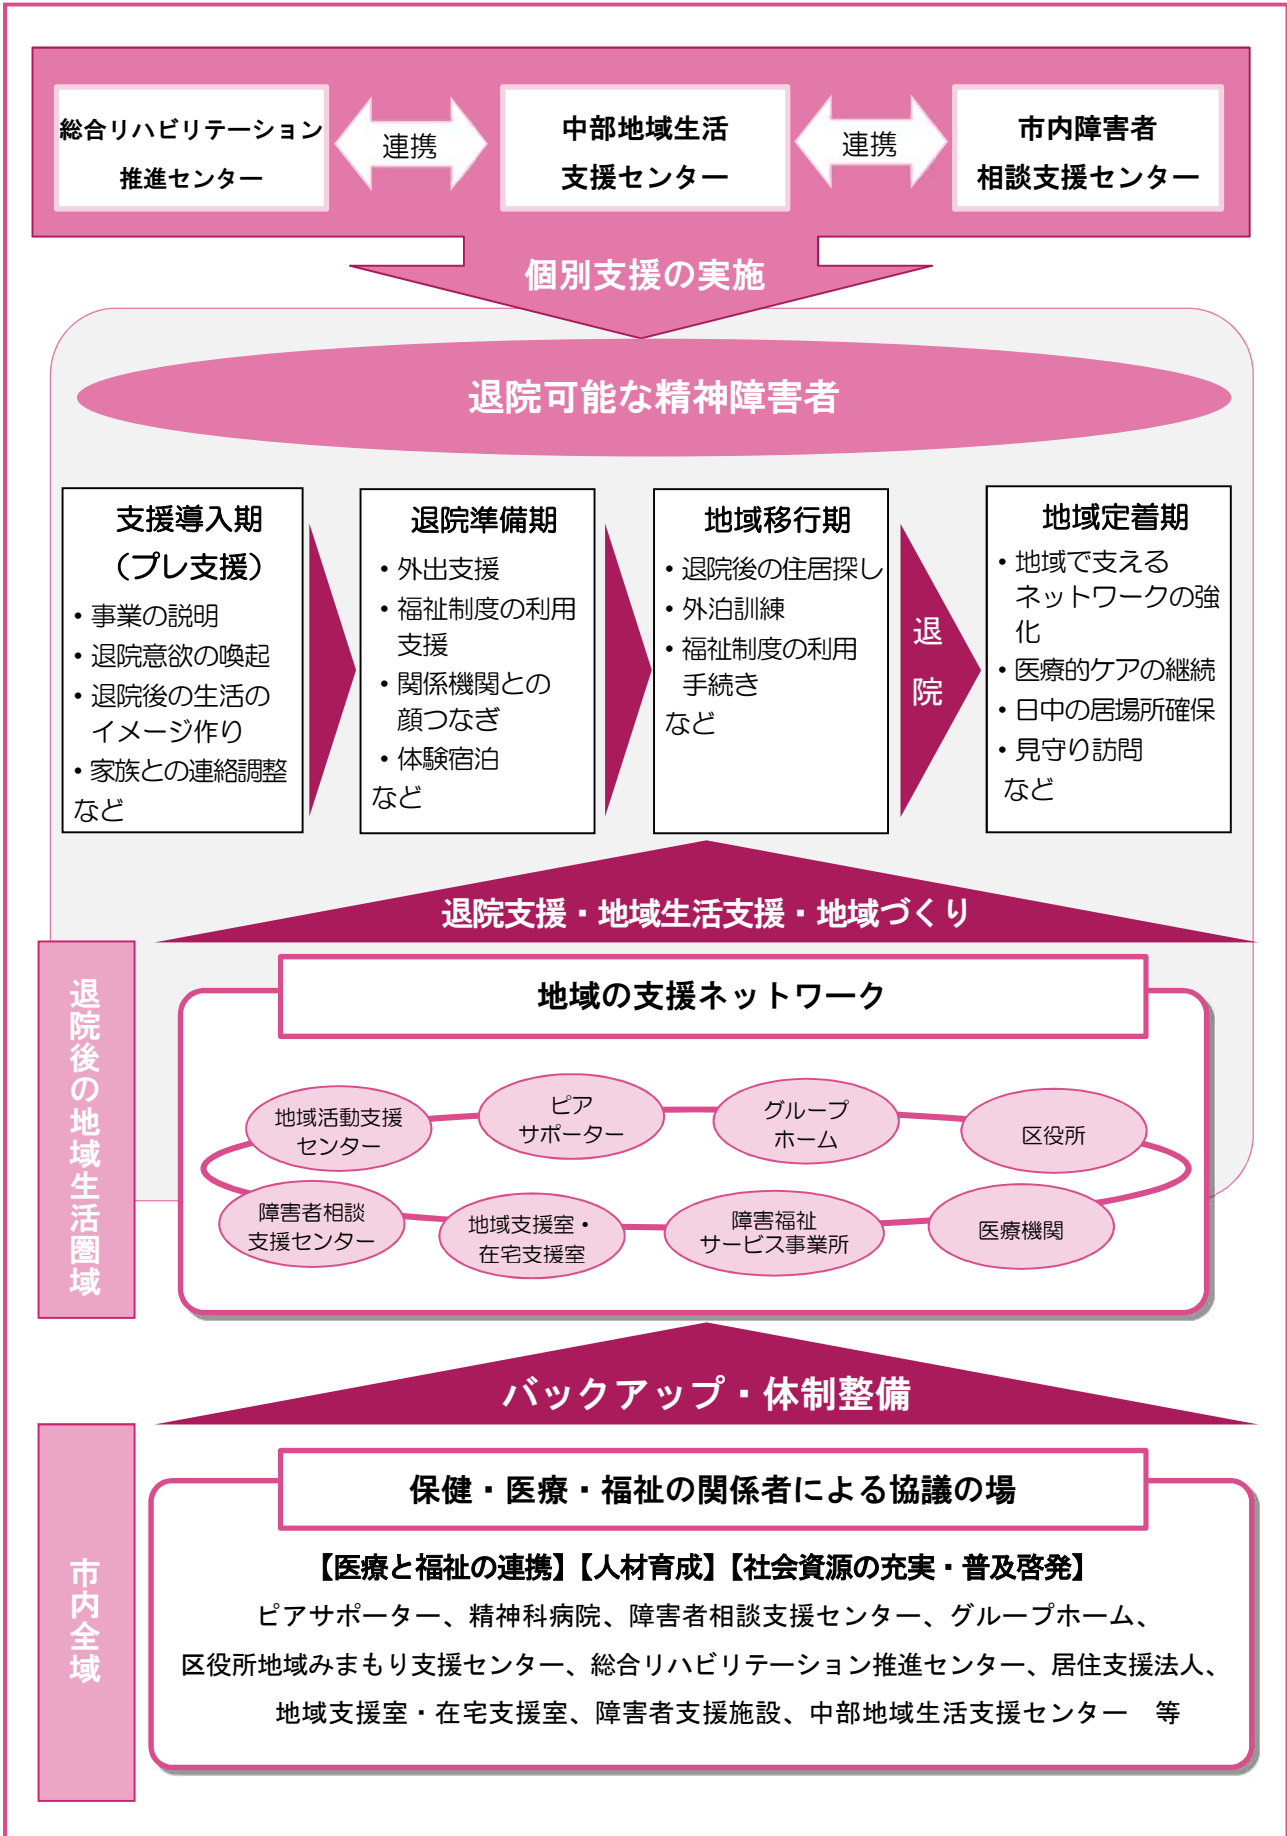 総合リハビリテーション
推進センター
連携
中部地域生活
支援センター
連携
市内障害者
相談支援センター
個別支援の実施
退院可能な精神障害者
支援導入期
（プレ支援）
・事業の説明
・退院意欲の喚起
・退院後の生活の
イメージ作り
・家族との連絡調整
など
退院準備期
・外出支援
・福祉制度の利用
支援
・関係機関との
顔つなぎ
・体験宿泊
など
地域移行期
・退院後の住居探し
・外泊訓練
・福祉制度の利用
手続き
など
退院
地域定着期
・地域で支える
ネットワークの強
化
・医療的ケアの継続
・日中の居場所確保
・見守り訪問
など
退院支援・地域生活支援・地域づくり
退院後の地域生活圏域
地域の支援ネットワーク
地域活動支援
センター
ピア
サポーター
グループ
ホーム
区役所
障害者相談
支援センター
地域支援室・
在宅支援室
障害福祉
サービス事業所
医療機関
バックアップ・体制整備
市内全域
保健・医療・福祉の関係者による協議の場
【医療と福祉の連携】【人材育成】【社会資源の充実・普及啓発】
ピアサポーター、精神科病院、障害者相談支援センター、グループホーム、
区役所地域みまもり支援センター、総合リハビリテーション推進センター、居住支援法人、
地域支援室・在宅支援室、障害者支援施設、中部地域生活支援センター　等